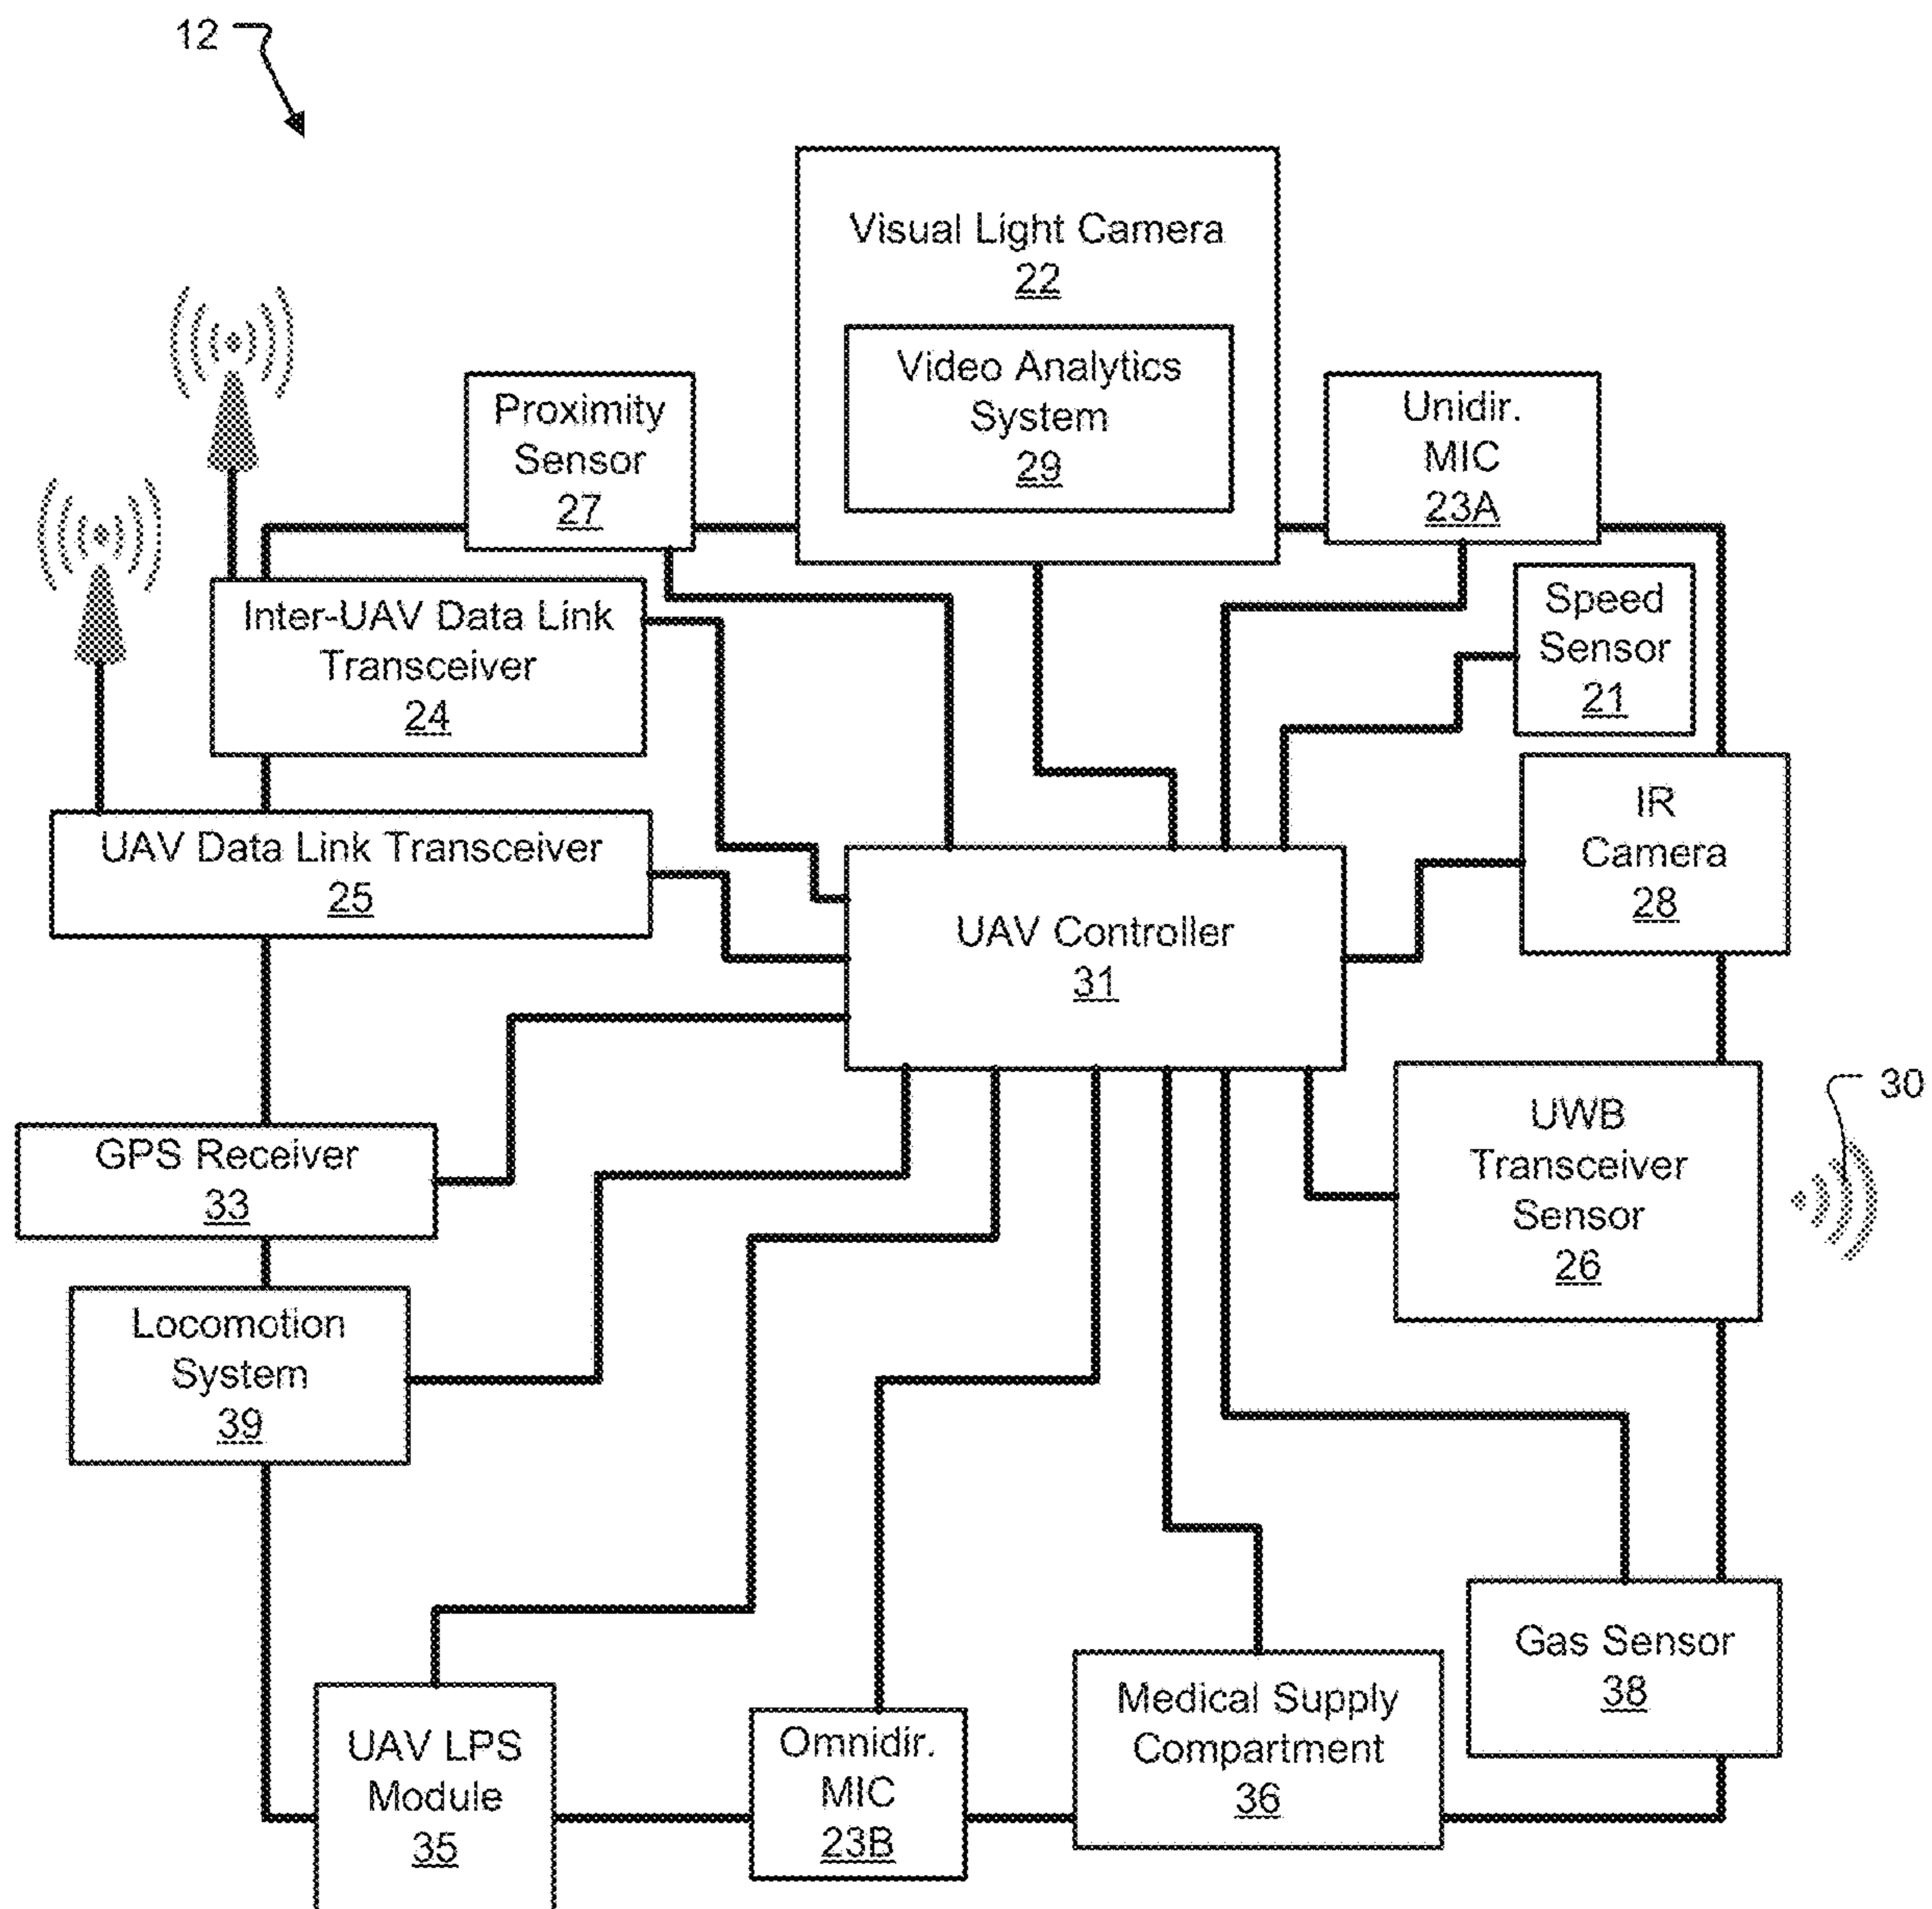 12
Visual Light Camera
22
Video Analytics
System
29
Proximity
Sensor
27
Unidir.
MIC
23A
Inter-UAV Data Link
Transceiver
24
Speed
Sensor
21
UAV Data Link Transceiver
25
IR
Camera
28
UAV Controller
31
GPS Receiver
33
UWB
Transceiver
Sensor
26
30
Locomotion
System
39
Gas Sensor
38
UAV LPS
Module
35
Omnidir.
MIC
23B
Medical Supply
Compartment
36